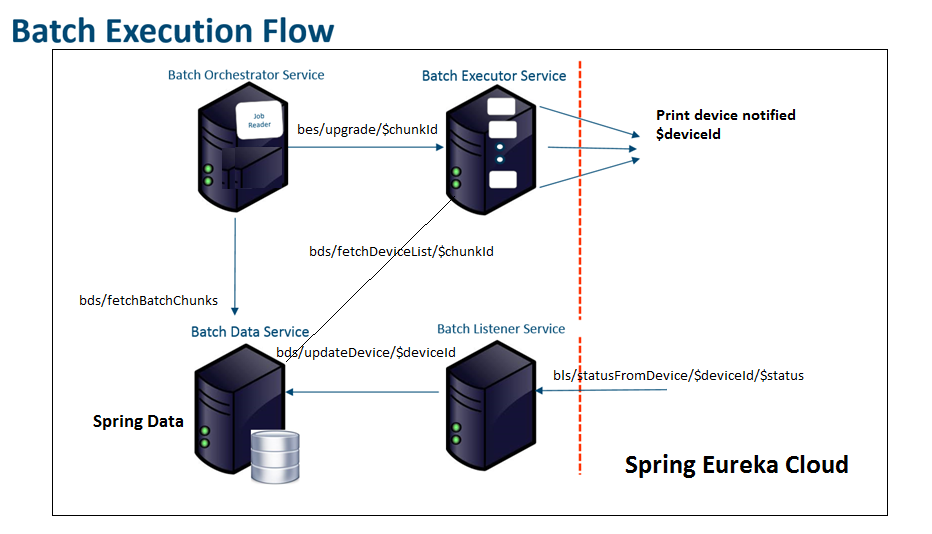 Batch Execution Flow
Batch Orchestrator Service
Batch Executor Service
Job
Reader
bes/upgrade/$chunkId
Print device notified
$deviceId
bds/fetchDeviceList/$chunkId
bds/fetchBatchChunks
Batch Data Service
Batch Listener Service
bds/updateDevice/$deviceId
bls/statusFromDevice/$deviceId/$status
Spring Data
Spring Eureka Cloud